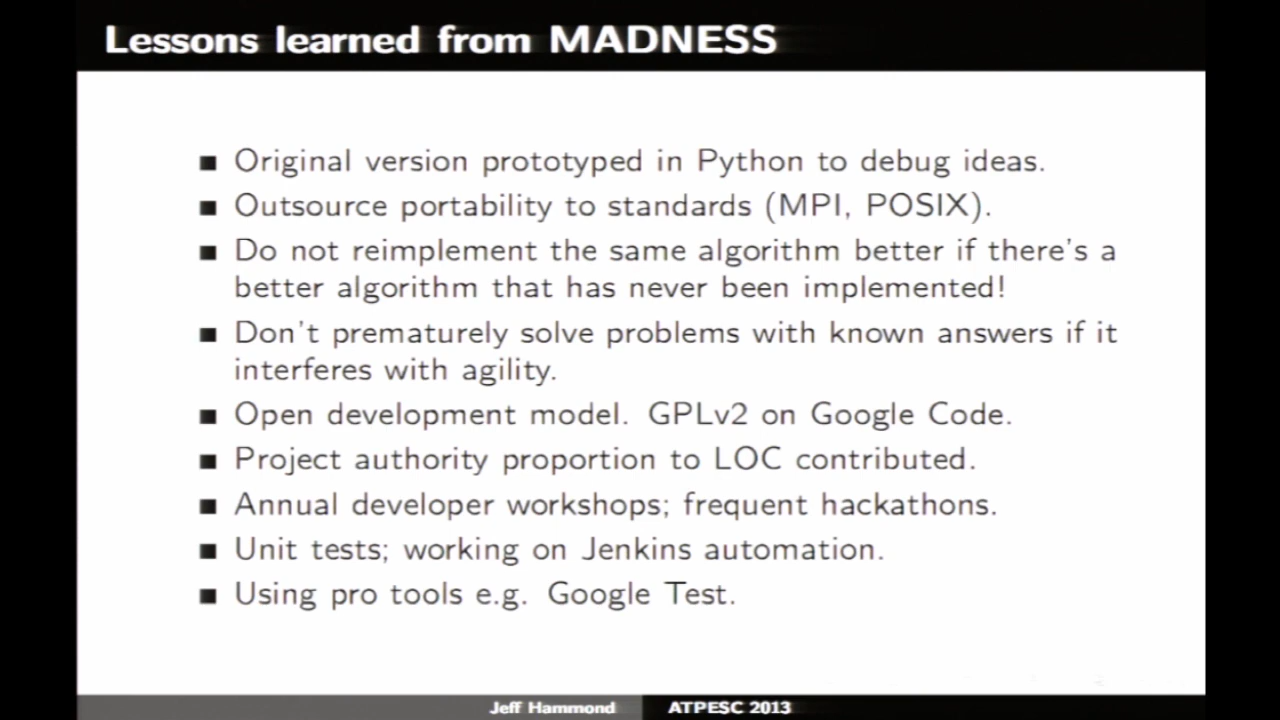 Lessons learned from MADNESS
Original version prototyped in Python to debug ideas.
Outsource portability to standards (MPI, POSIX).
Do not reimplement the same algorithm better if there's a
better algorithm that has never been implemented!
Don't prematurely solve problems with known answers if it
interferes with agility.
Open development model. GPLv2 on Google Code.
Project authority proportion to LOC contributed.
Annual developer workshops; frequent hackathons.
Unit tests; working on Jenkins automation.
Using pro tools e.g. Google Test.
Jeff Hammond ATPESC 2013